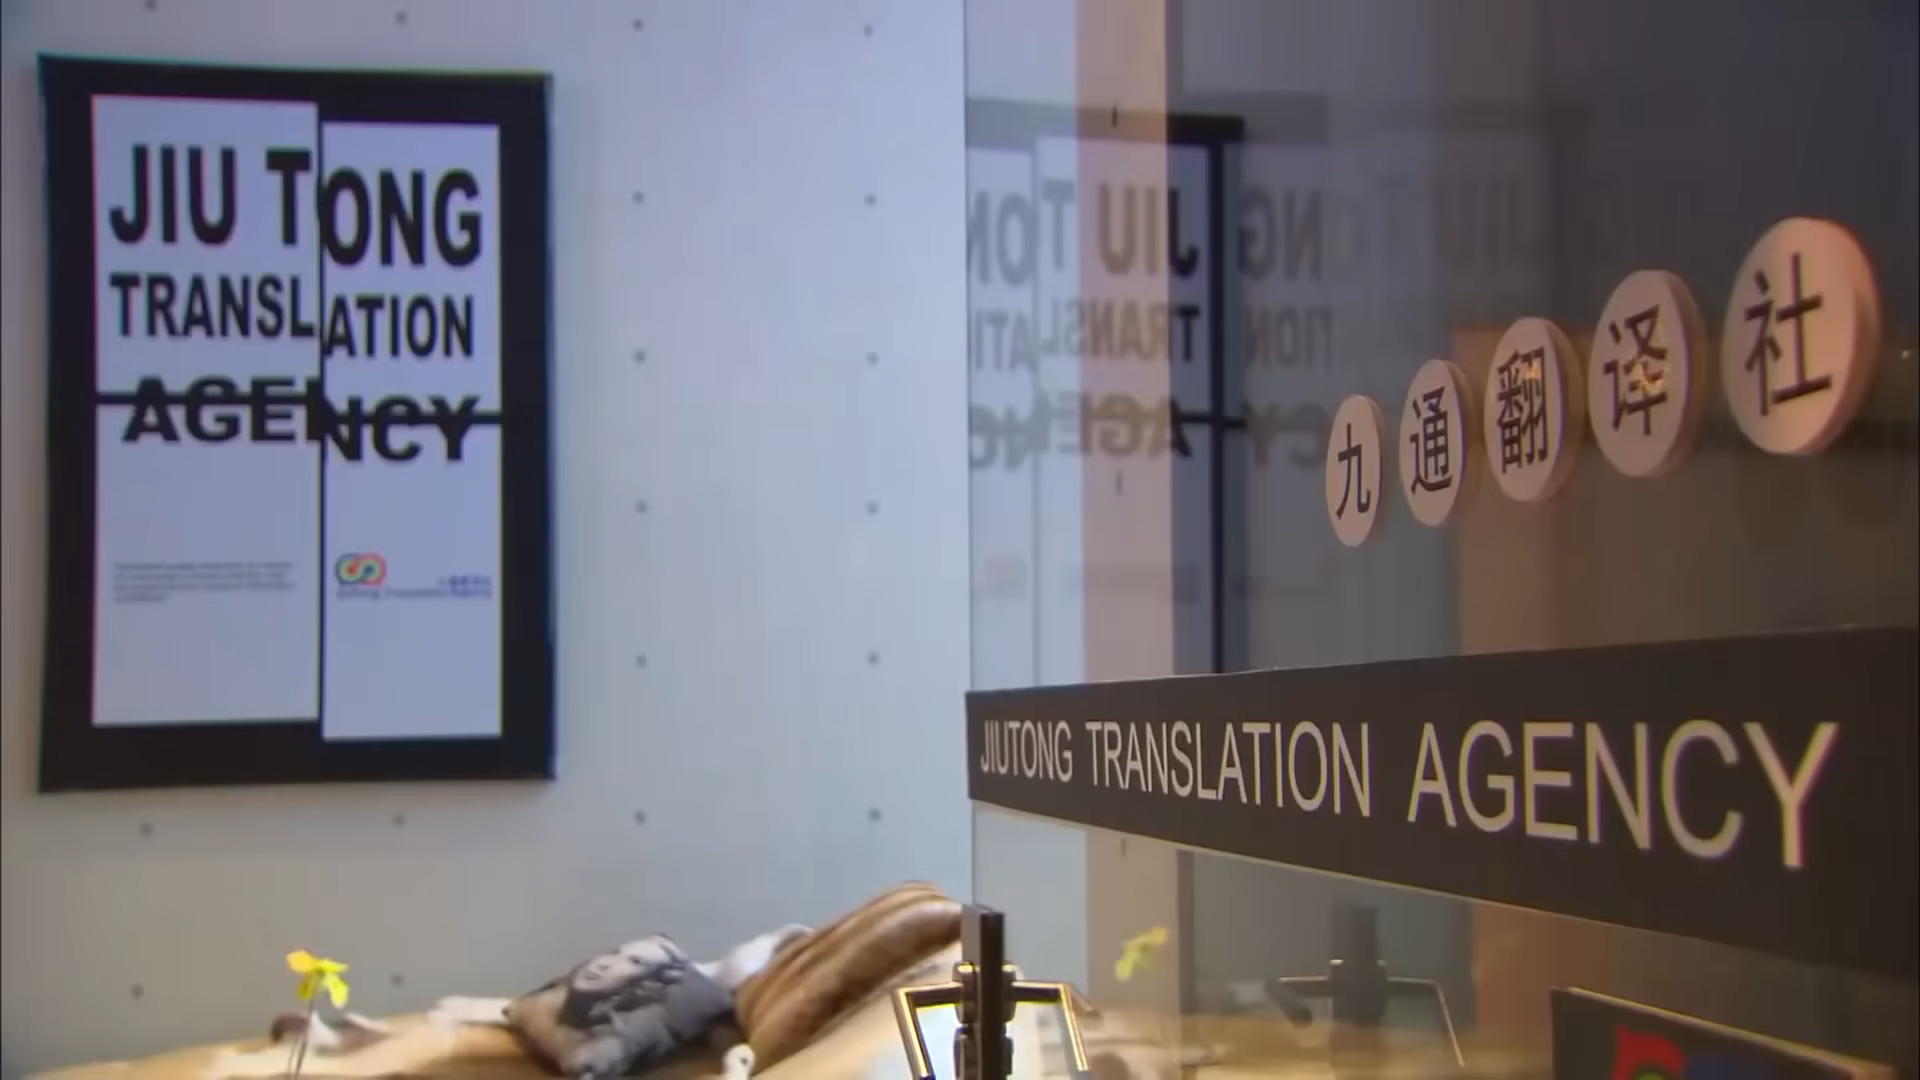 JIU TONG
TRANSLATION
AGENCY
九通翻译社
JIUTONG TRANSLATION AGENCY